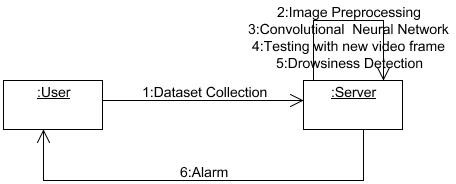 2:Image Preprocessing
3:Convolutional Neural Network
4:Testing with new video frame
5:Drowsiness Detection
:User
1:Dataset Collection
:Server
6:Alarm